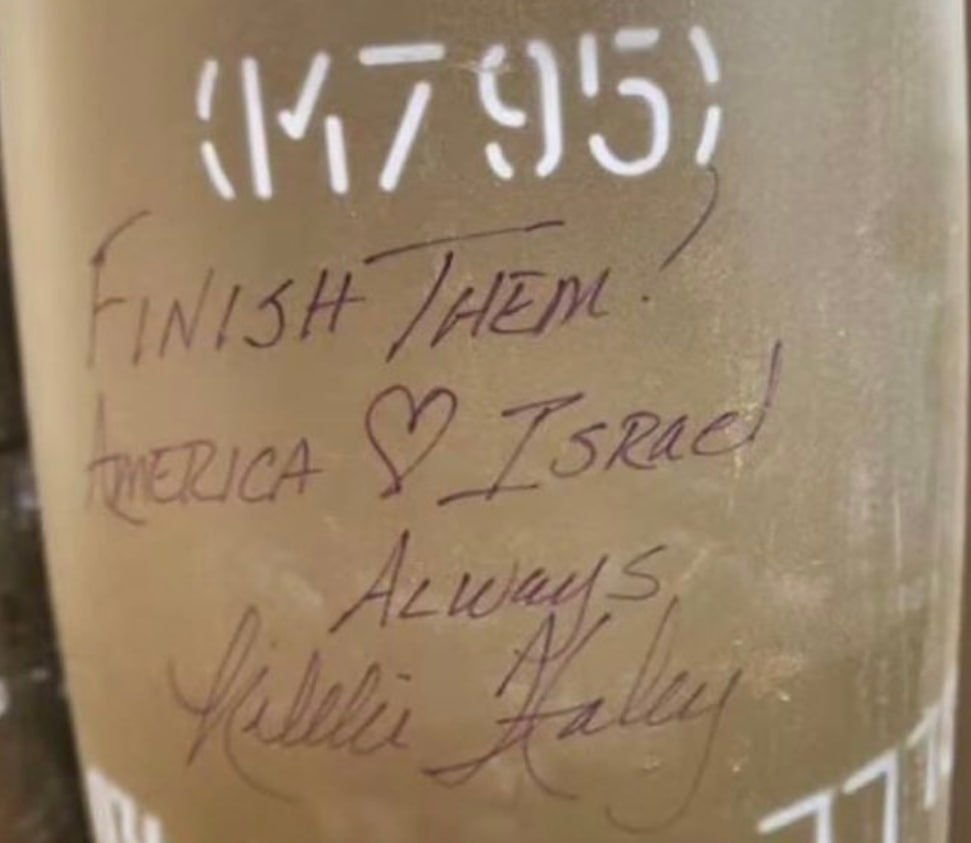 (M795)
FINISH THEM!
AMERICA ♡ ISRAEL
ALWAYS
Nikki Haley